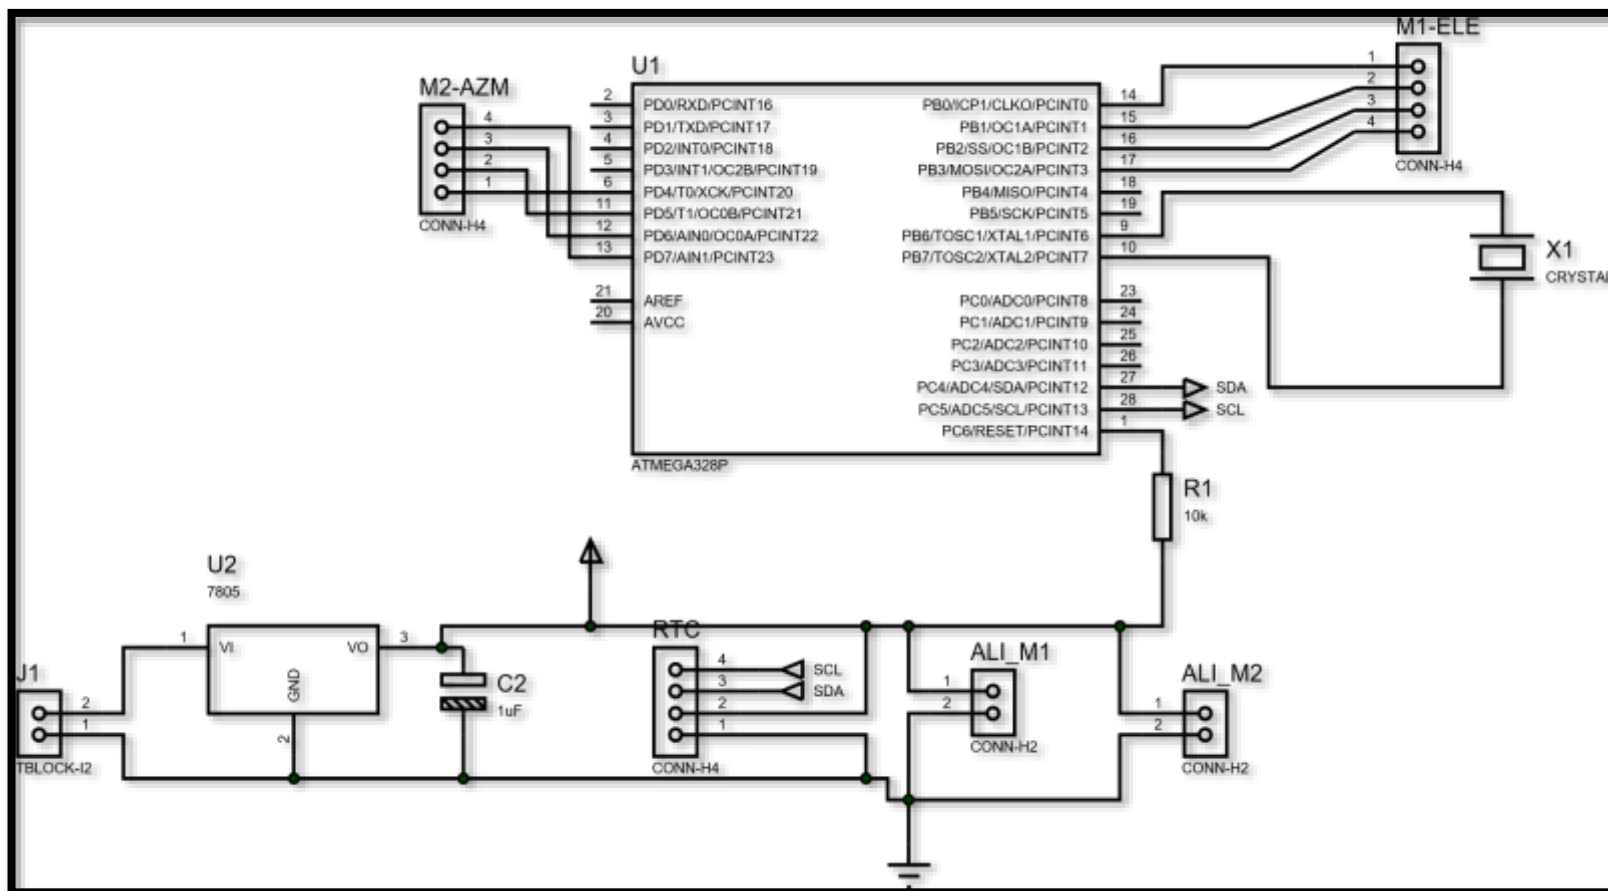 M1-ELE
1
2
3
4
CONN-H4
M2-AZM
4
3
2
1
CONN-H4
U1
2 PD0/RXD/PCINT16
3 PD1/TXD/PCINT17
4 PD2/INT0/PCINT18
5 PD3/INT1/OC2B/PCINT19
6 PD4/T0/XCK/PCINT20
11 PD5/T1/OC0B/PCINT21
12 PD6/AIN0/OC0A/PCINT22
13 PD7/AIN1/PCINT23
21 AREF
20 AVCC
PB0/ICP1/CLKO/PCINT0 14
PB1/OC1A/PCINT1 15
PB2/SS/OC1B/PCINT2 16
PB3/MOSI/OC2A/PCINT3 17
PB4/MISO/PCINT4 18
PB5/SCK/PCINT5 19
PB6/TOSC1/XTAL1/PCINT6 9
PB7/TOSC2/XTAL2/PCINT7 10
PC0/ADC0/PCINT8 23
PC1/ADC1/PCINT9 24
PC2/ADC2/PCINT10 25
PC3/ADC3/PCINT11 26
PC4/ADC4/SDA/PCINT12 27 SDA
PC5/ADC5/SCL/PCINT13 28 SCL
PC6/RESET/PCINT14 1
ATMEGA328P
X1
CRYSTAL
R1
10k
U2
7805
1 VI VO 3
GND
2
J1
2
1
TBLOCK-I2
C2
1uF
RTC
4 SCL
3 SDA
2
1
CONN-H4
ALI_M1
1
2
CONN-H2
ALI_M2
1
2
CONN-H2